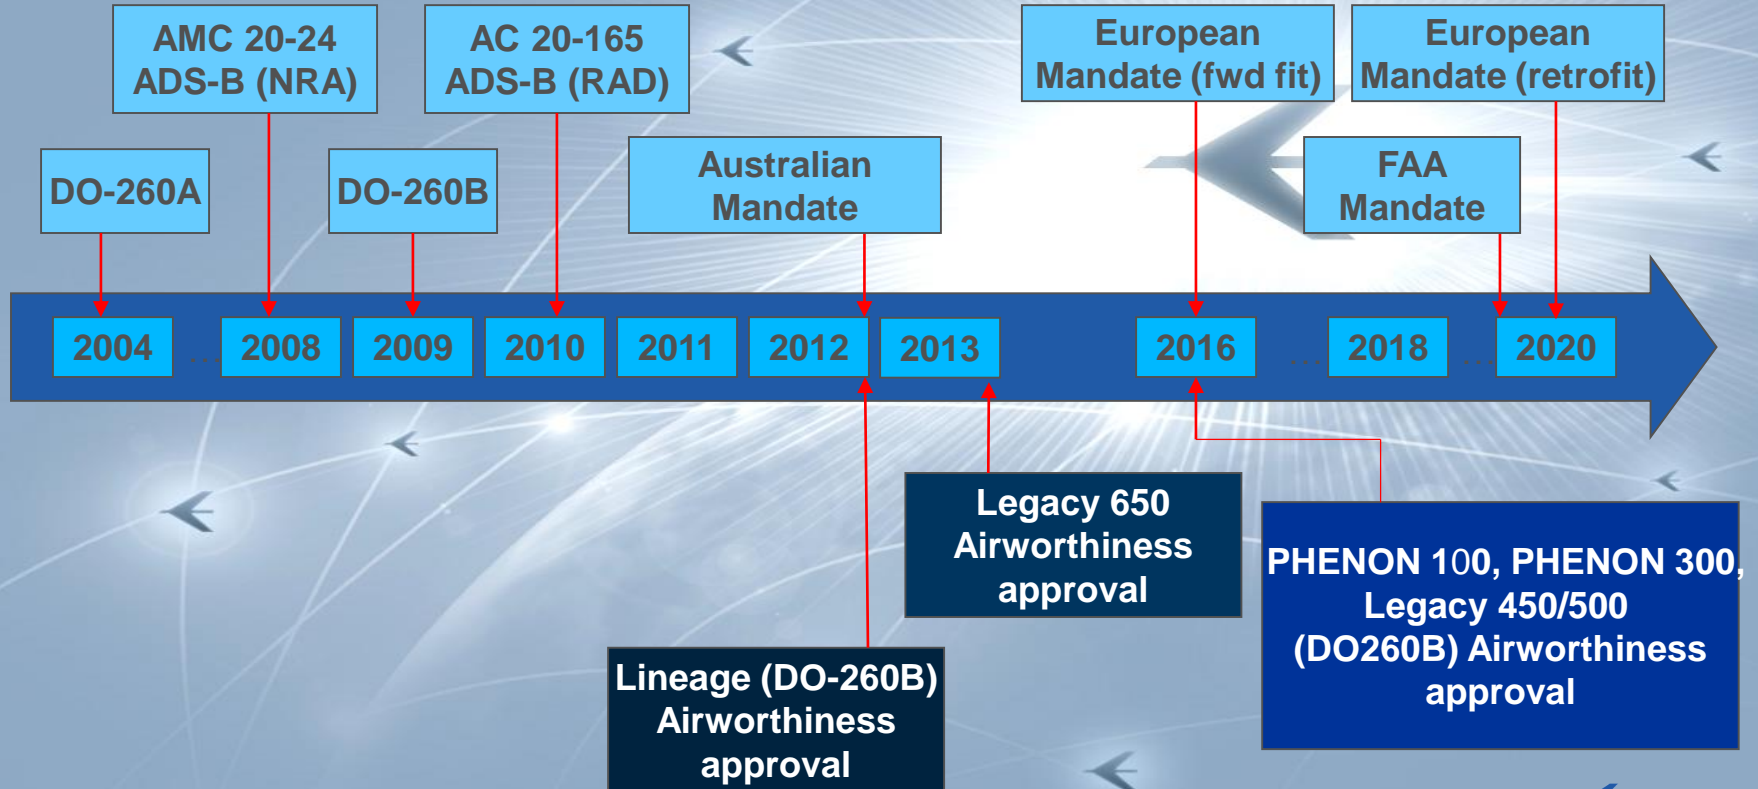 AMC 20-24
ADS-B (NRA)
AC 20-165
ADS-B (RAD)
European
Mandate (fwd fit)
European
Mandate (retrofit)
DO-260A
DO-260B
Australian
Mandate
FAA
Mandate
2004 ... 2008 2009 2010 2011 2012 2013 2016 ... 2018 ... 2020
Legacy 650
Airworthiness
approval
PHENON 100, PHENON 300,
Legacy 450/500
(DO260B) Airworthiness
approval
Lineage (DO-260B)
Airworthiness
approval